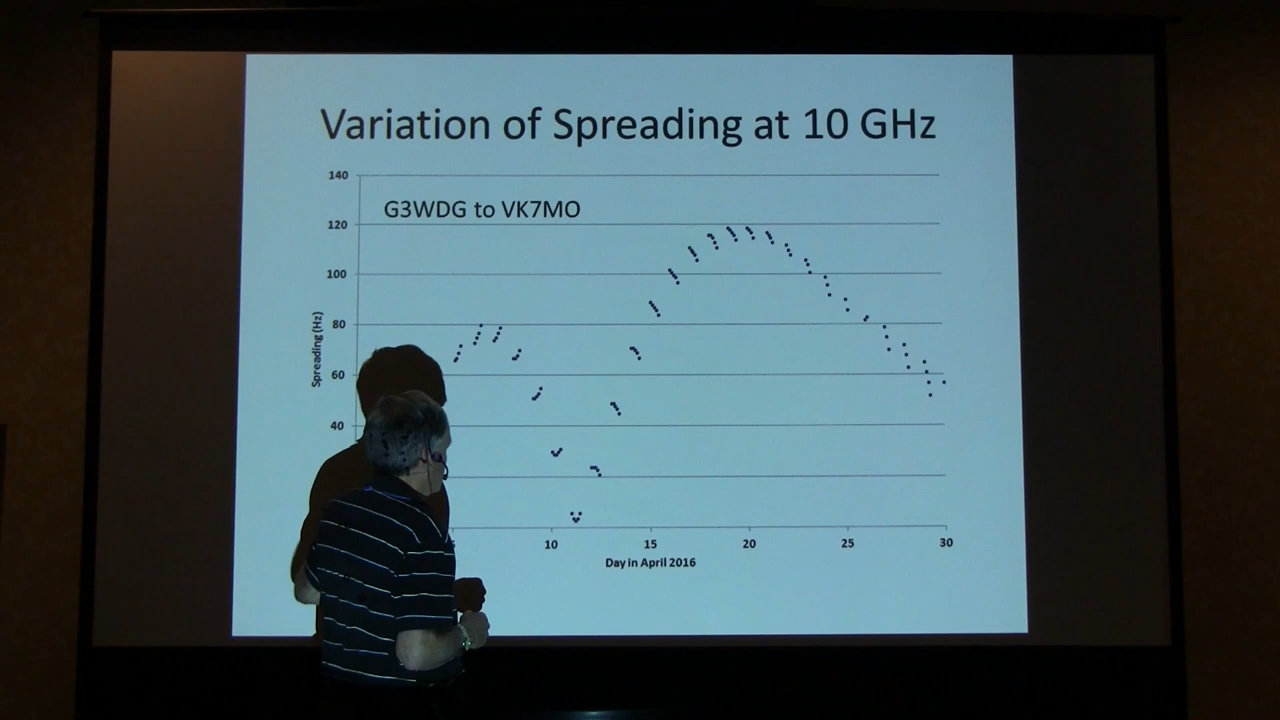 Variation of Spreading at 10 GHz
140
G3WDG to VK7MO
120
100
80
Spreading (Hz)
60
40
10 15 20 25 30
Day in April 2016